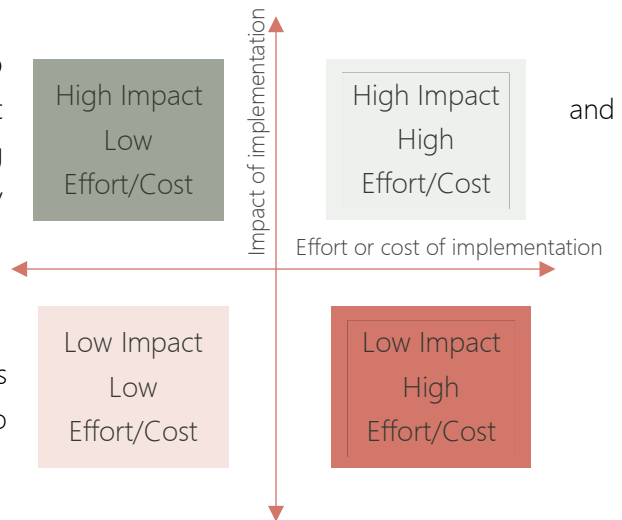 High Impact
Low
Effort/Cost
High Impact
High
Effort/Cost
and
Impact of implementation
Effort or cost of implementation
Low Impact
Low
Effort/Cost
Low Impact
High
Effort/Cost